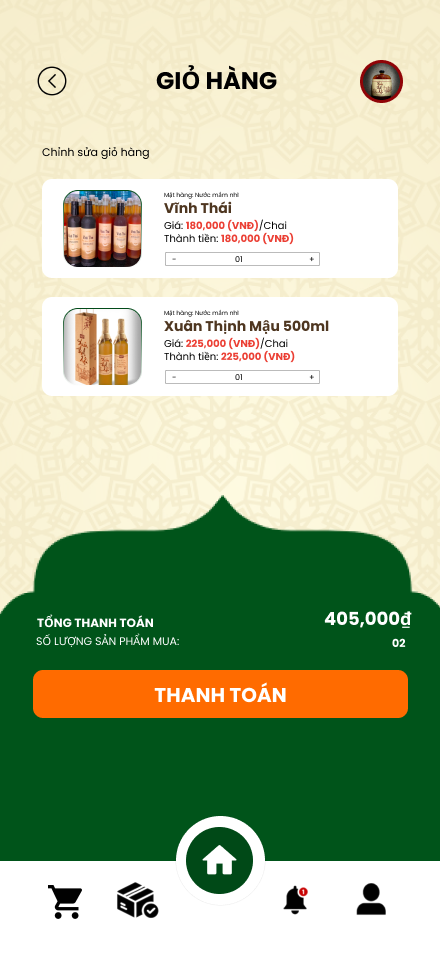 GIỎ HÀNG
Chỉnh sửa giỏ hàng
Mặt hàng: Nước mắm nhỉ
Vĩnh Thái
Giá: 180,000 (VNĐ)/Chai
Thành tiền: 180,000 (VNĐ)
- 01 +
Mặt hàng: Nước mắm nhỉ
Xuân Thịnh Mậu 500ml
Giá: 225,000 (VNĐ)/Chai
Thành tiền: 225,000 (VNĐ)
- 01 +
TỔNG THANH TOÁN 405,000₫
SỐ LƯỢNG SẢN PHẨM MUA: 02
THANH TOÁN
1